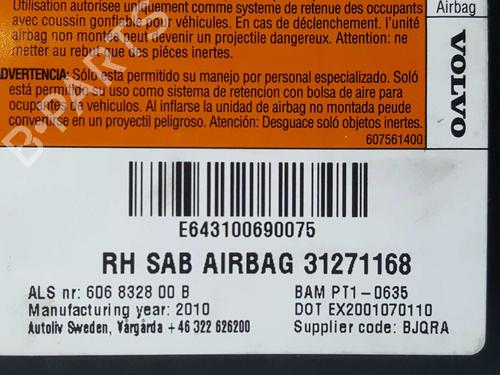 Utilisation autorisée uniquement comme système de retenue des occupants
avec coussin gonflable pour véhicules. En cas de déclenchement. l'unité
airbag non montée peut devenir un projectile dangereux. Attention: ne
metter au rebut que des pièces inertes.
ADVERTENCIA: Sólo está permitido su manejo por personal especializado. Soló
está permitido su uso como sistema de retencion con bolsa de aire para
ocupantes de vehiculos. Al inflarse la unidad de airbag no montada peude
convertirse en un proyectil peligroso. Atención: Desguace soló objetos inertes.
607561400
Airbag
VOLVO
E643100690075
RH SAB AIRBAG 31271168
ALS nr: 606 8328 00 B
BAM PT1-0635
Manufacturing year: 2010
DOT EX2001070110
Autoliv Sweden, Vårgårda +46 322 626200
Supplier code: BJQRA